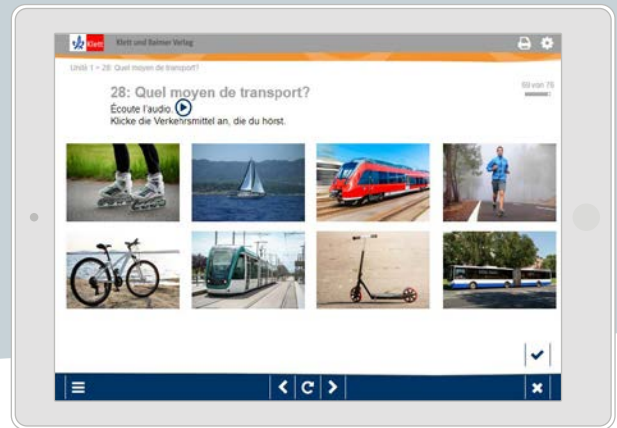 Klett
Klett und Balmer Verlag
Unité 1 > 28: Quel moyen de transport?
69 von 76
28: Quel moyen de transport?
Écoute l'audio.
Klicke die Verkehrsmittel an, die du hörst.